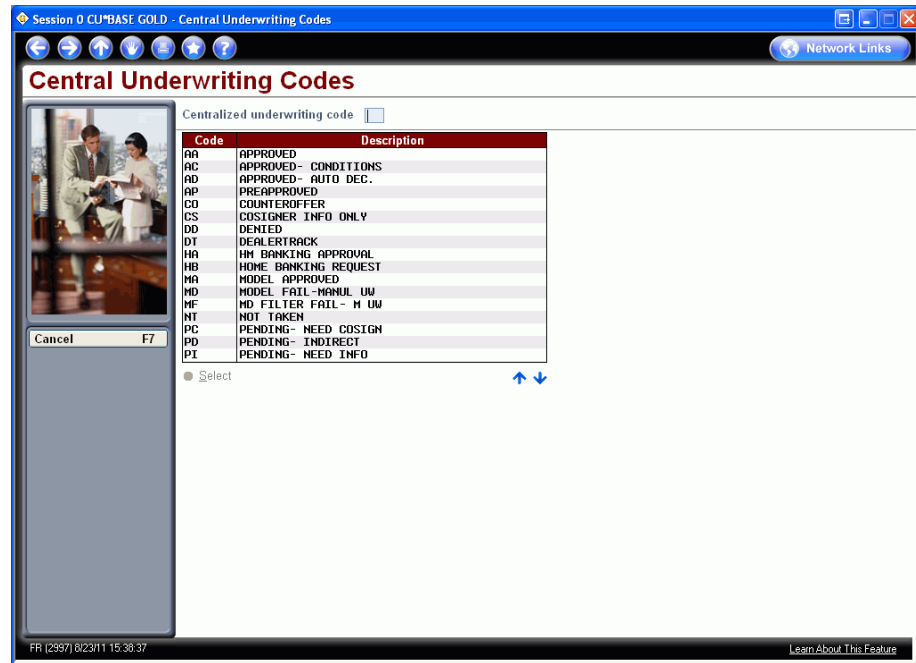 Session 0 CU*BASE GOLD - Central Underwriting Codes
Network Links
Central Underwriting Codes
Centralized underwriting code
Code Description
AA APPROVED
AC APPROVED- CONDITIONS
AD APPROVED- AUTO DEC.
AP PREAPPROVED
CO COUNTEROFFER
CS COSIGNER INFO ONLY
DD DENIED
DT DEALERTRACK
HA HM BANKING APPROVAL
HB HOME BANKING REQUEST
MA MODEL APPROVED
MD MODEL FAIL-MANUL UW
MF MD FILTER FAIL- M UW
NT NOT TAKEN
PC PENDING- NEED COSIGN
PD PENDING- INDIRECT
PI PENDING- NEED INFO
Cancel F7
Select
FR (2997) 8/23/11 15:38:37
Learn About This Feature